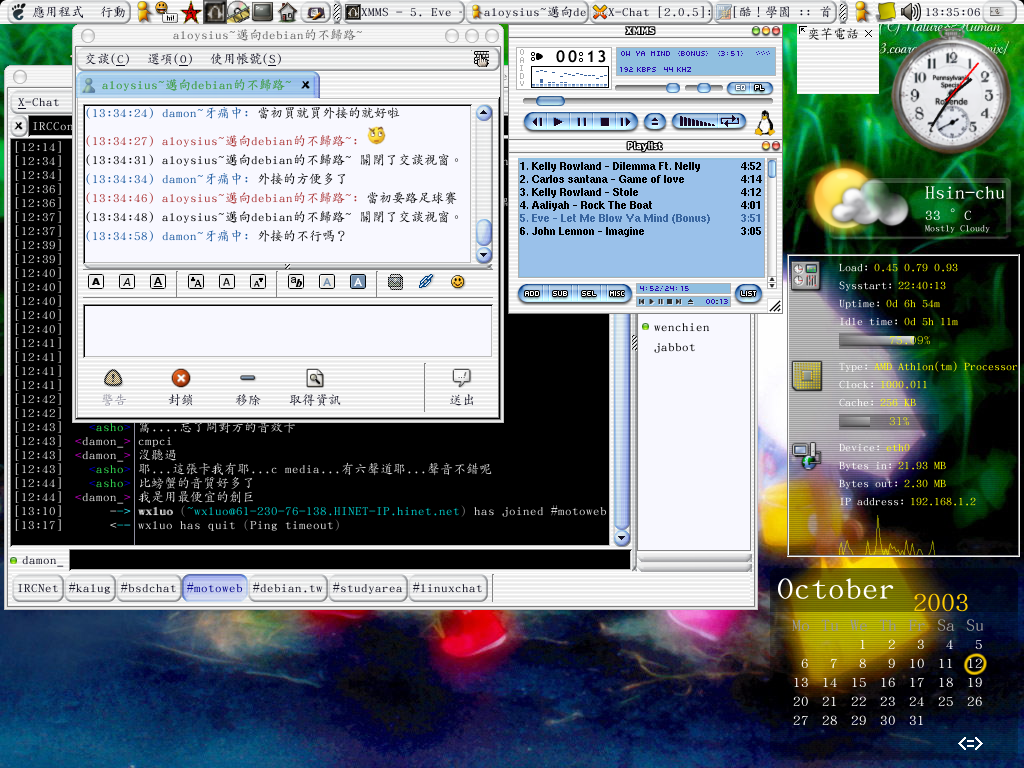 應用程式 行動 XMMS - 5. Eve - aloysius~邁向de X-Chat [2.0.5]: [酷!學園 :: 首 13:35:06
aloysius~邁向debian的不歸路~
交談(C) 選項(O) 使用帳號(S)
aloysius~邁向debian的不歸路~ ×
(13:34:24) damon~牙痛中: 當初買就買外接的就好啦
(13:34:27) aloysius~邁向debian的不歸路~:
(13:34:31) aloysius~邁向debian的不歸路~ 關閉了交談視窗。
(13:34:34) damon~牙痛中: 外接的方便多了
(13:34:46) aloysius~邁向debian的不歸路~: 當初要路足球賽
(13:34:48) aloysius~邁向debian的不歸路~ 關閉了交談視窗。
(13:34:58) damon~牙痛中: 外接的不行嗎?
警告 封鎖 移除 取得資訊 送出
X-Chat
IRCCon
[12:14]
[12:34]
[12:34]
[12:36]
[12:36]
[12:37]
[12:37]
[12:39]
[12:39]
[12:40]
[12:40]
[12:40]
[12:40]
[12:40]
[12:41]
[12:41]
[12:41]
[12:41]
[12:42]
[12:42]
[12:43] <asho> 窩....忘了問對方的音效卡
[12:43] <damon_> cmpci
[12:43] <damon_> 沒聽過
[12:43] <asho> 耶...這張卡我有耶...c media...有六聲道耶...聲音不錯呢
[12:44] <asho> 比螃蟹的音質好多了
[12:44] <damon_> 我是用最便宜的創巨
[13:10] --> wxluo (~wxluo@61-230-76-138.HINET-IP.hinet.net) has joined #motoweb
[13:17] <-- wxluo has quit (Ping timeout)
wenchien
jabbot
damon_
IRCNet #kalug #bsdchat #motoweb #debian.tw #studyarea #linuxchat
XMMS
00:13
OW YA MIND (BONUS) (3:51) ***
192 KBPS 44 KHZ
EQ PL
Playlist
1. Kelly Rowland - Dilemma Ft. Nelly 4:52
2. Carlos santana - Game of love 4:14
3. Kelly Rowland - Stole 4:12
4. Aaliyah - Rock The Boat 4:01
5. Eve - Let Me Blow Ya Mind (Bonus) 3:51
6. John Lennon - Imagine 3:05
ADD SUB SEL MISC 4:52/24:15 00:13 LIST
奕芊電話 ×
Hsin-chu
33 ° C
Mostly Cloudy
Load: 0.45 0.79 0.93
Sysstart: 22:40:13
Uptime: 0d 6h 54m
Idle time: 0d 5h 11m
Type: AMD Athlon(tm) Processor
Clock: 1000.011
Cache: 256 KB
31%
Device: eth0
Bytes in: 21.93 MB
Bytes out: 2.30 MB
IP address: 192.168.1.2
October 2003
Mo Tu We Th Fr Sa Su
1 2 3 4 5
6 7 8 9 10 11 12
13 14 15 16 17 18 19
20 21 22 23 24 25 26
27 28 29 30 31